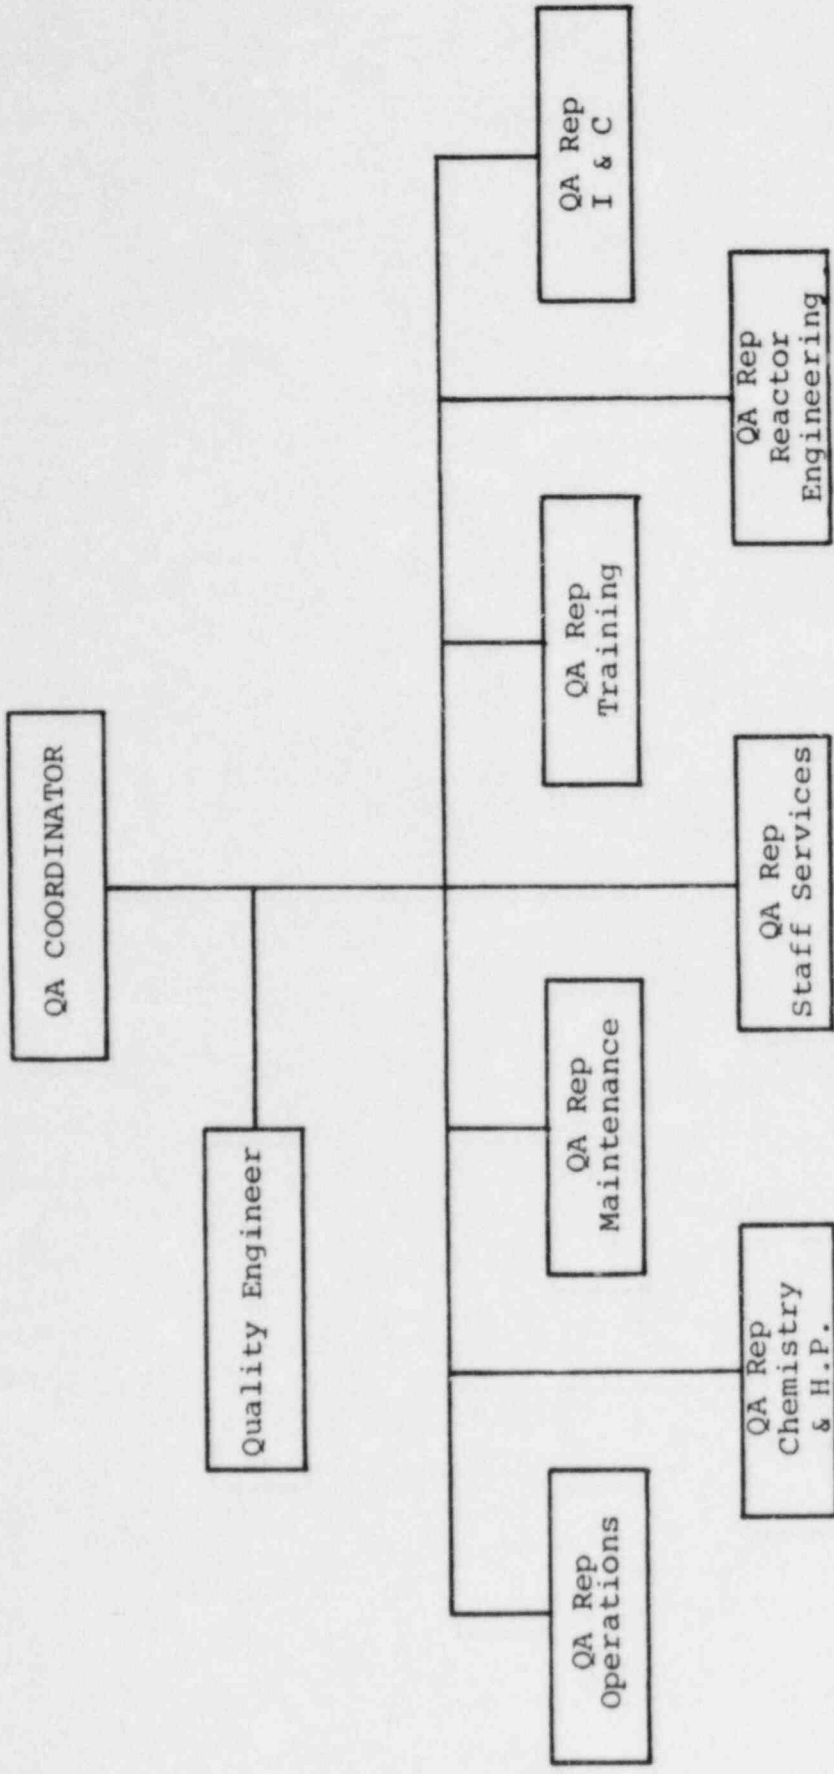 QA COORDINATOR
Quality Engineer
QA Rep
Operations
QA Rep
Chemistry
& H.P.
QA Rep
Maintenance
QA Rep
Staff Services
QA Rep
Training
QA Rep
Reactor
Engineering
QA Rep
I & C